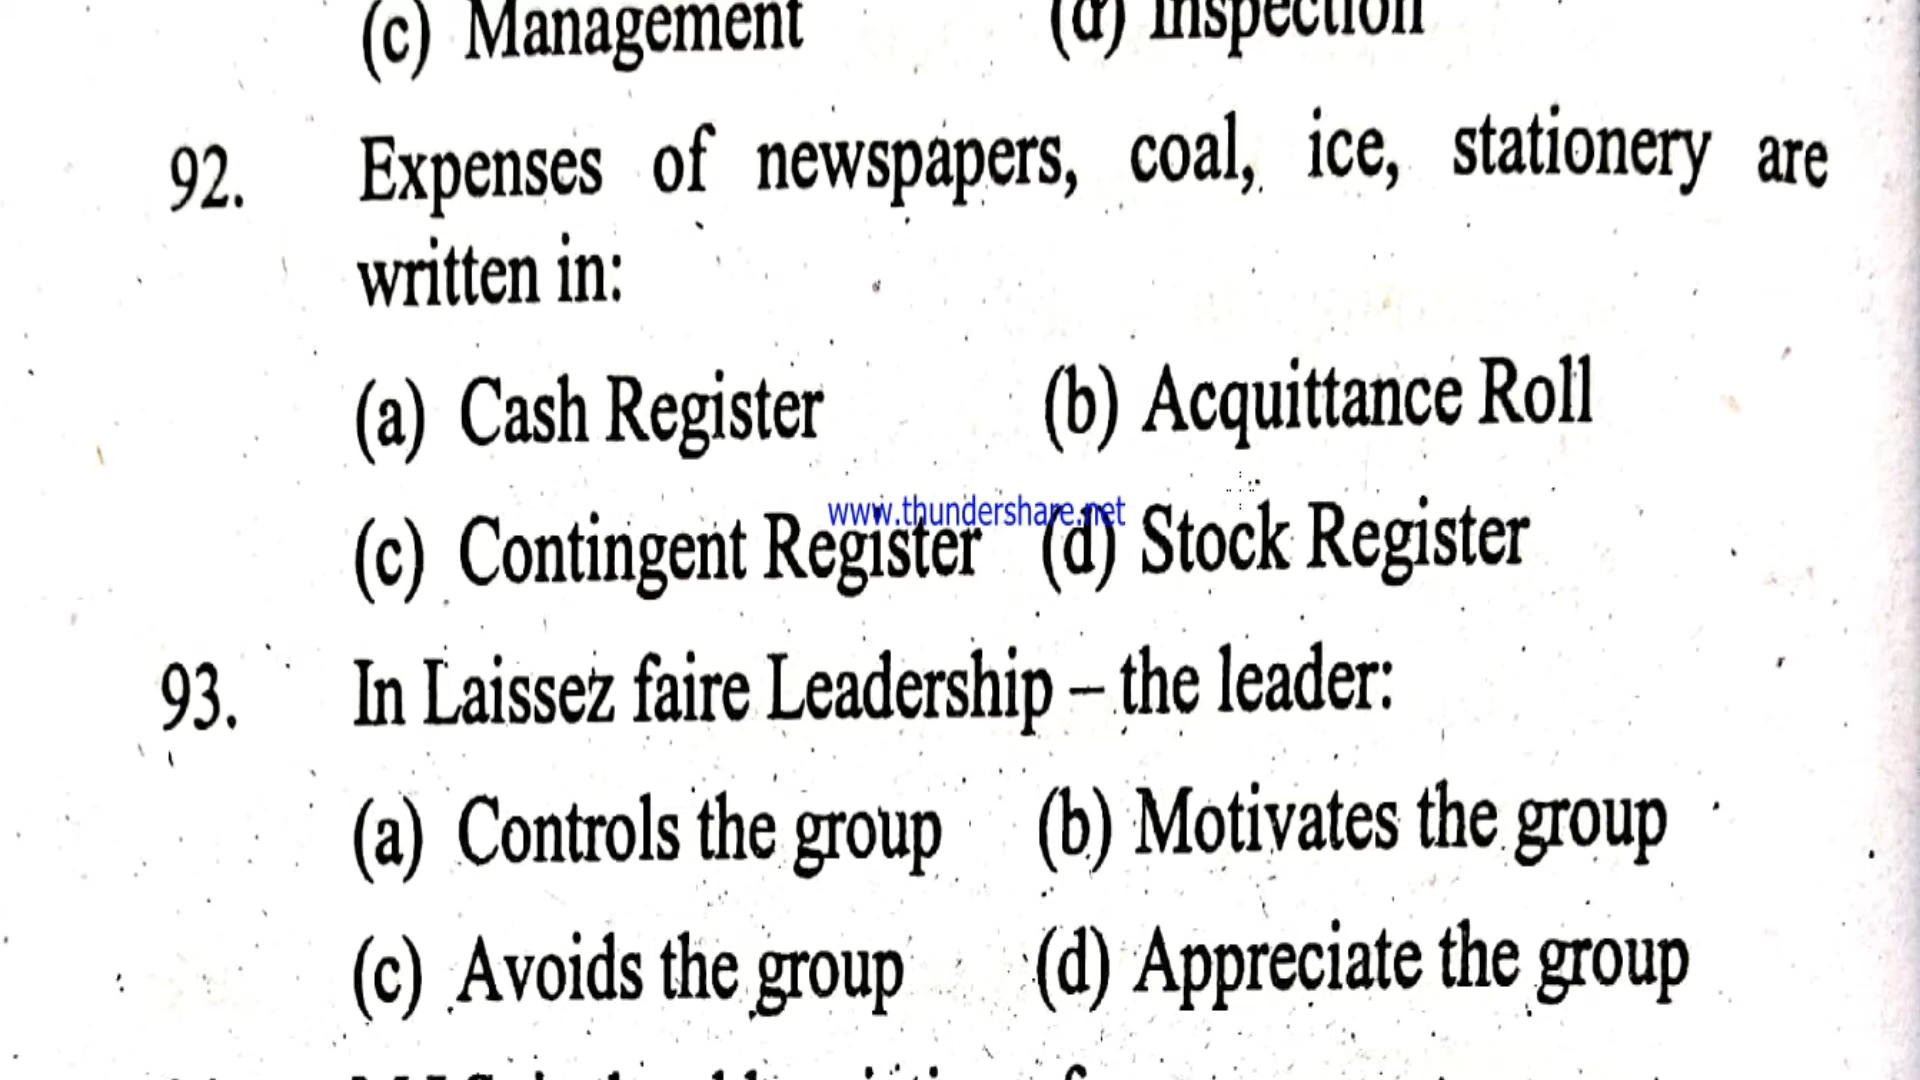 (c) Management (d) Inspection
92. Expenses of newspapers, coal, ice, stationery are
written in:
(a) Cash Register (b) Acquittance Roll
www.thundershare.net
(c) Contingent Register (d) Stock Register
93. In Laissez faire Leadership – the leader:
(a) Controls the group (b) Motivates the group
(c) Avoids the group (d) Appreciate the group